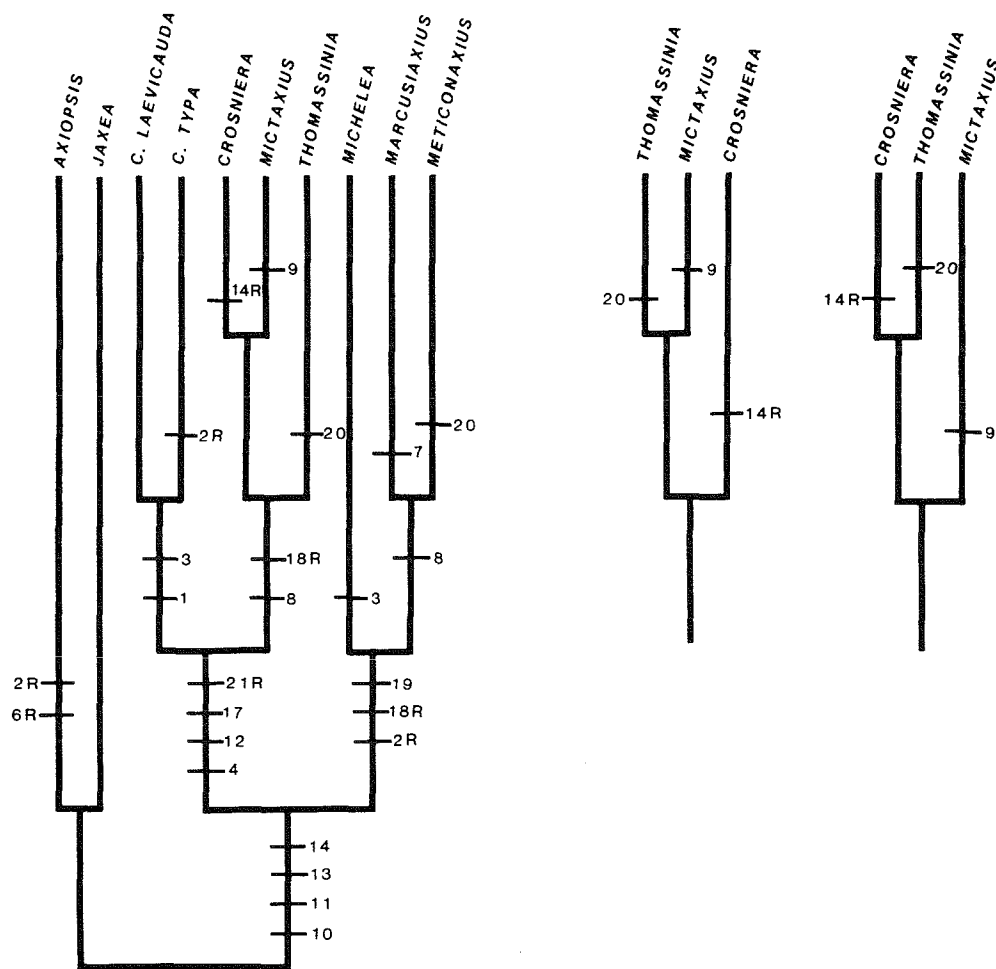 AXIOPSIS
JAXEA
C. LAEVICAUDA
C. TYPA
CROSNIERA
MICTAXIUS
THOMASSINIA
MICHELEA
MARCUSIAXIUS
METICONAXIUS
THOMASSINIA
MICTAXIUS
CROSNIERA
CROSNIERA
THOMASSINIA
MICTAXIUS
9
14R
2R
20
20
7
3
1
18R
8
3
8
2R
6R
21R
17
12
4
19
18R
2R
14
13
11
10
20
9
14R
14R
20
9